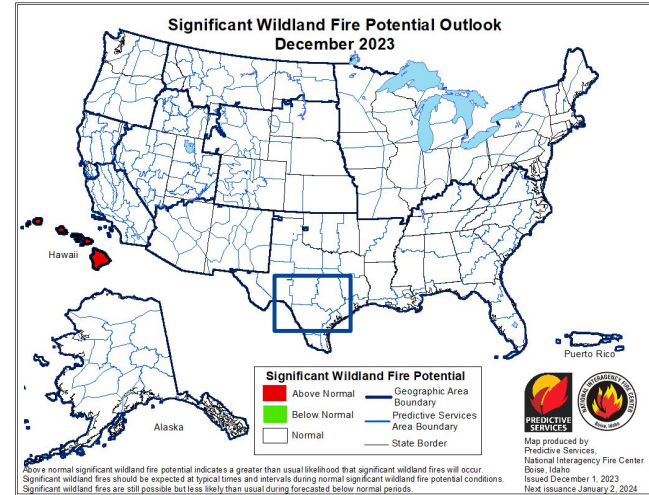 Significant Wildland Fire Potential Outlook
December 2023
Hawaii
Alaska
Puerto Rico
Significant Wildland Fire Potential
Above Normal
Below Normal
Normal
Geographic Area
Boundary
Predictive Services
Area Boundary
State Border
PREDICTIVE
SERVICES
NATIONAL INTERAGENCY FIRE CENTER
Boise, Idaho
Map produced by
Predictive Services,
National Interagency Fire Center
Boise, Idaho
Issued December 1, 2023
Next issuance January 2, 2024
Above normal significant wildland fire potential indicates a greater than usual likelihood that significant wildland fires will occur.
Significant wildland fires should be expected at typical times and intervals during normal significant wildland fire potential conditions.
Significant wildland fires are still possible but less likely than usual during forecasted below normal periods.